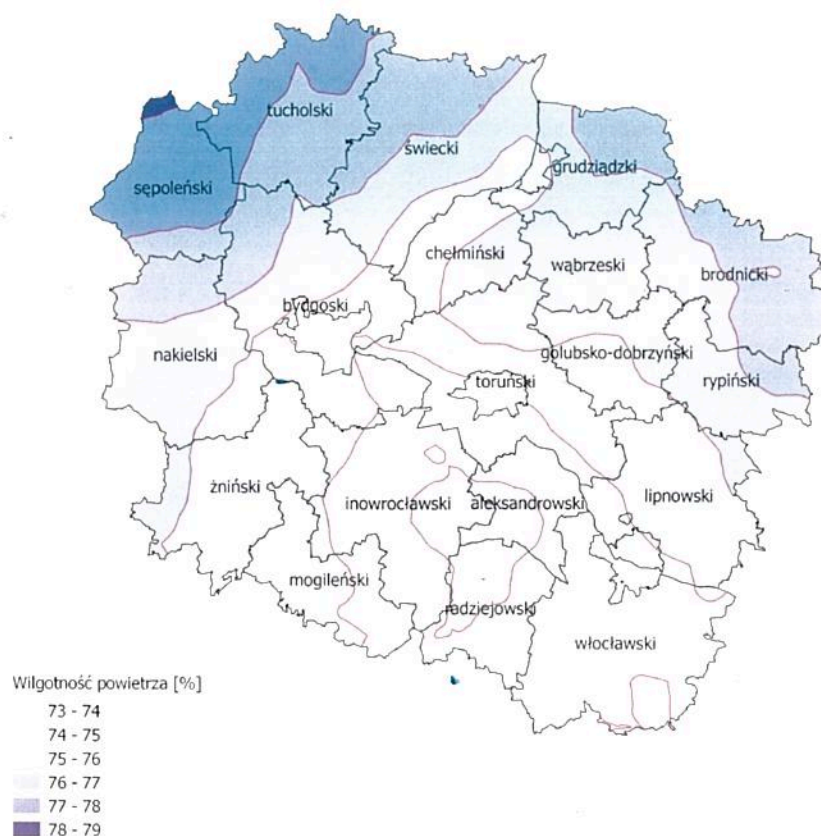 tucholski
świecki
sępoleński
grudziądzki
chełmiński
wąbrzeski
brodnicki
bydgoski
nakielski
golubsko-dobrzyński
toruński
rypiński
żniński
inowrocławski
aleksandrowski
lipnowski
mogileński
radziejowski
włocławski
Wilgotność powietrza [%]
73 - 74
74 - 75
75 - 76
76 - 77
77 - 78
78 - 79